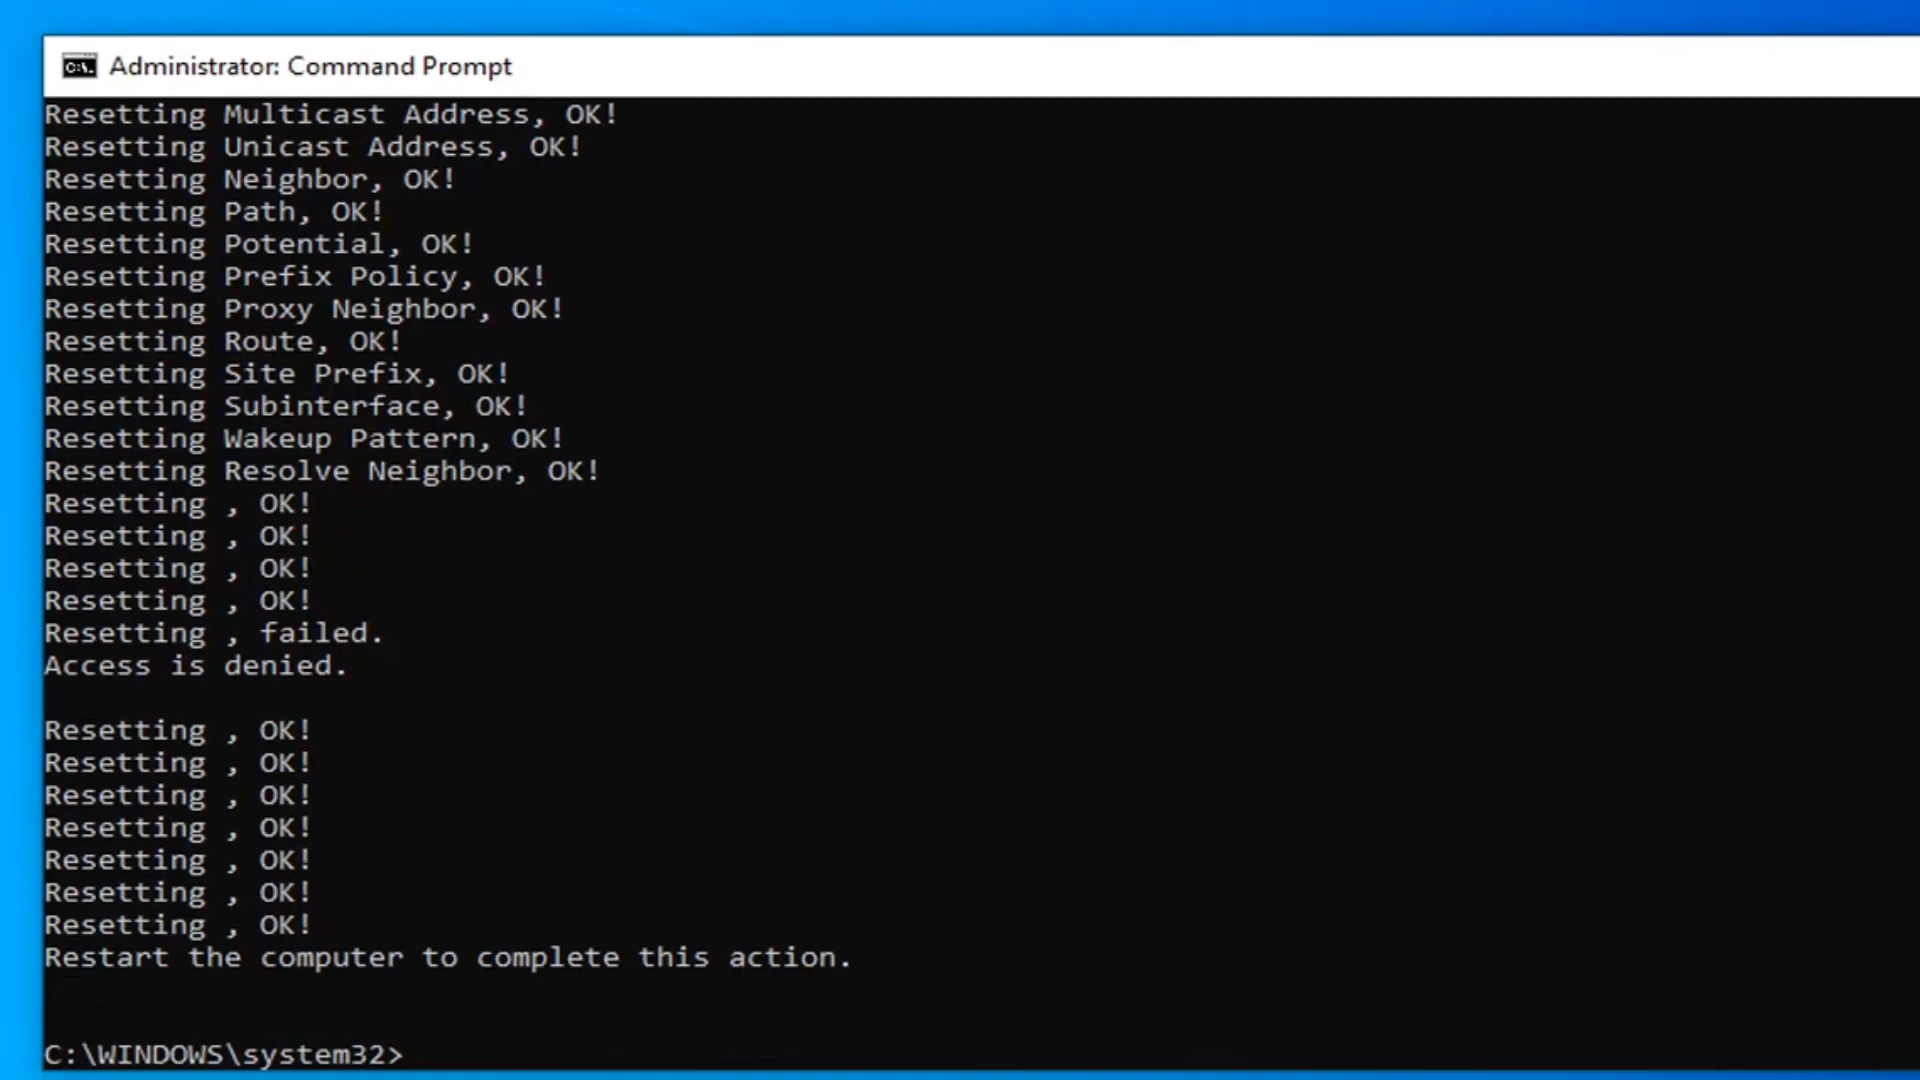 Administrator: Command Prompt
Resetting Multicast Address, OK!
Resetting Unicast Address, OK!
Resetting Neighbor, OK!
Resetting Path, OK!
Resetting Potential, OK!
Resetting Prefix Policy, OK!
Resetting Proxy Neighbor, OK!
Resetting Route, OK!
Resetting Site Prefix, OK!
Resetting Subinterface, OK!
Resetting Wakeup Pattern, OK!
Resetting Resolve Neighbor, OK!
Resetting , OK!
Resetting , OK!
Resetting , OK!
Resetting , OK!
Resetting , failed.
Access is denied.
Resetting , OK!
Resetting , OK!
Resetting , OK!
Resetting , OK!
Resetting , OK!
Resetting , OK!
Resetting , OK!
Restart the computer to complete this action.
C:\WINDOWS\system32>